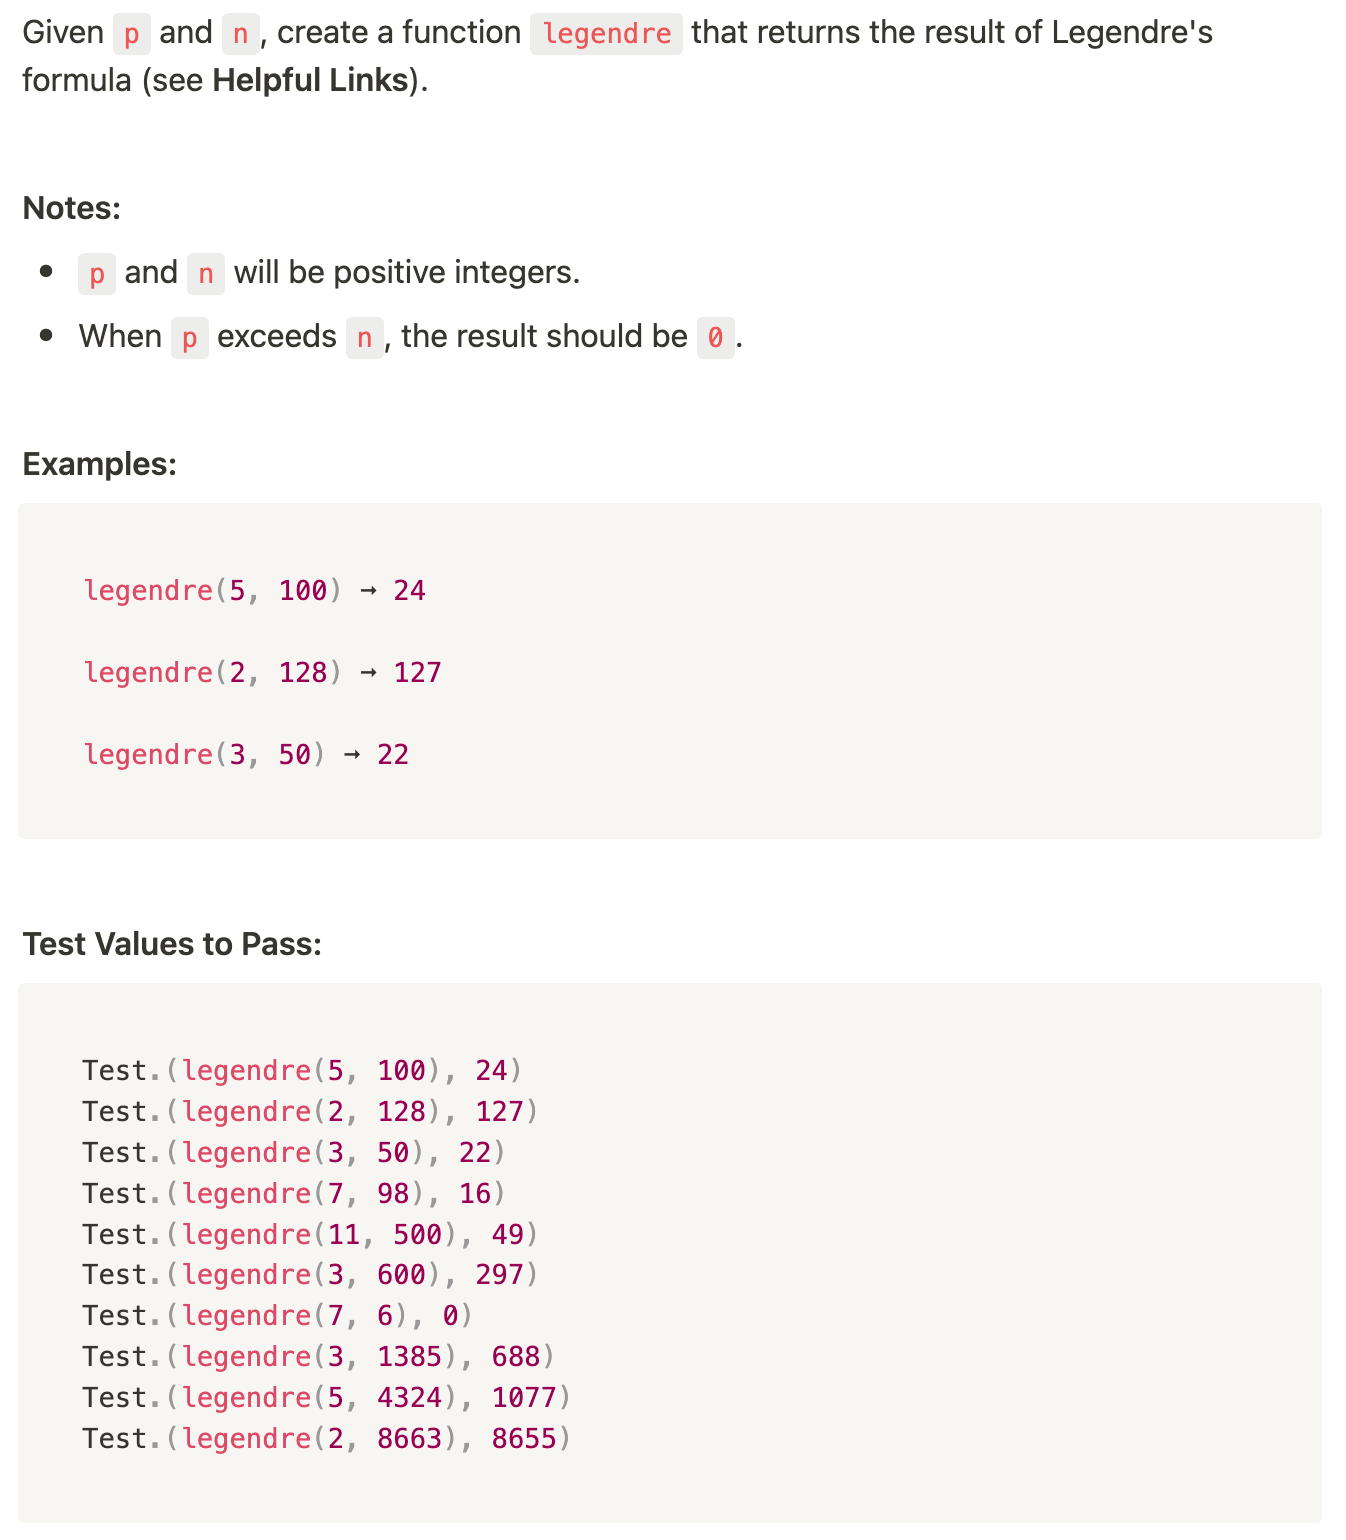 Given p and n, create a function legendre that returns the result of Legendre's
formula (see Helpful Links).
Notes:
• p and n will be positive integers.
• When p exceeds n, the result should be 0.
Examples:
legendre(5, 100) → 24
legendre(2, 128) → 127
legendre(3, 50) → 22
Test Values to Pass:
Test.(legendre(5, 100), 24)
Test.(legendre(2, 128), 127)
Test.(legendre(3, 50), 22)
Test.(legendre(7, 98), 16)
Test.(legendre(11, 500), 49)
Test.(legendre(3, 600), 297)
Test.(legendre(7, 6), 0)
Test.(legendre(3, 1385), 688)
Test.(legendre(5, 4324), 1077)
Test.(legendre(2, 8663), 8655)